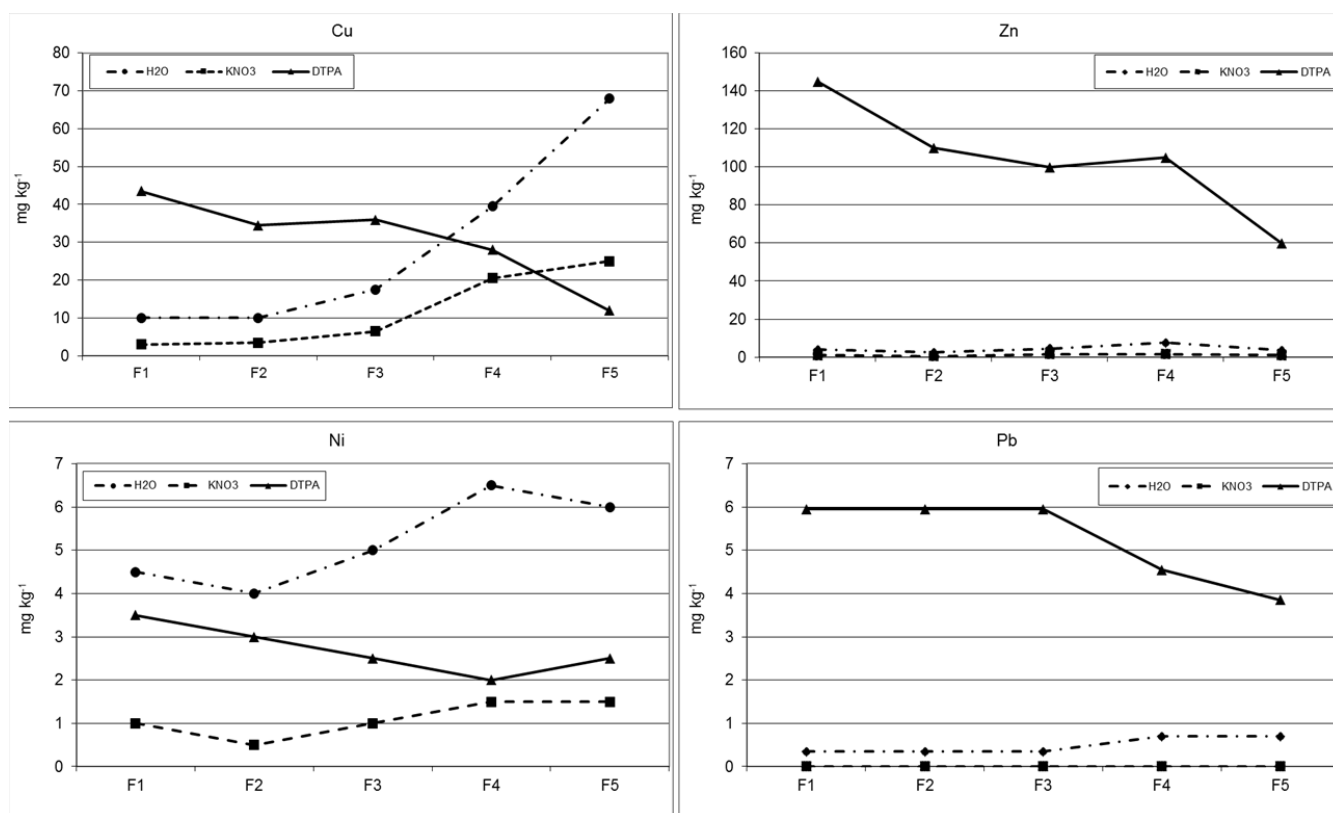 Cu
H2O KNO3 DTPA
80
70
60
50
40
30
20
10
0
mg kg-1
F1 F2 F3 F4 F5
Zn
H2O KNO3 DTPA
160
140
120
100
80
60
40
20
0
mg kg-1
F1 F2 F3 F4 F5
Ni
H2O KNO3 DTPA
7
6
5
4
3
2
1
0
mg kg-1
F1 F2 F3 F4 F5
Pb
H2O KNO3 DTPA
7
6
5
4
3
2
1
0
mg kg-1
F1 F2 F3 F4 F5